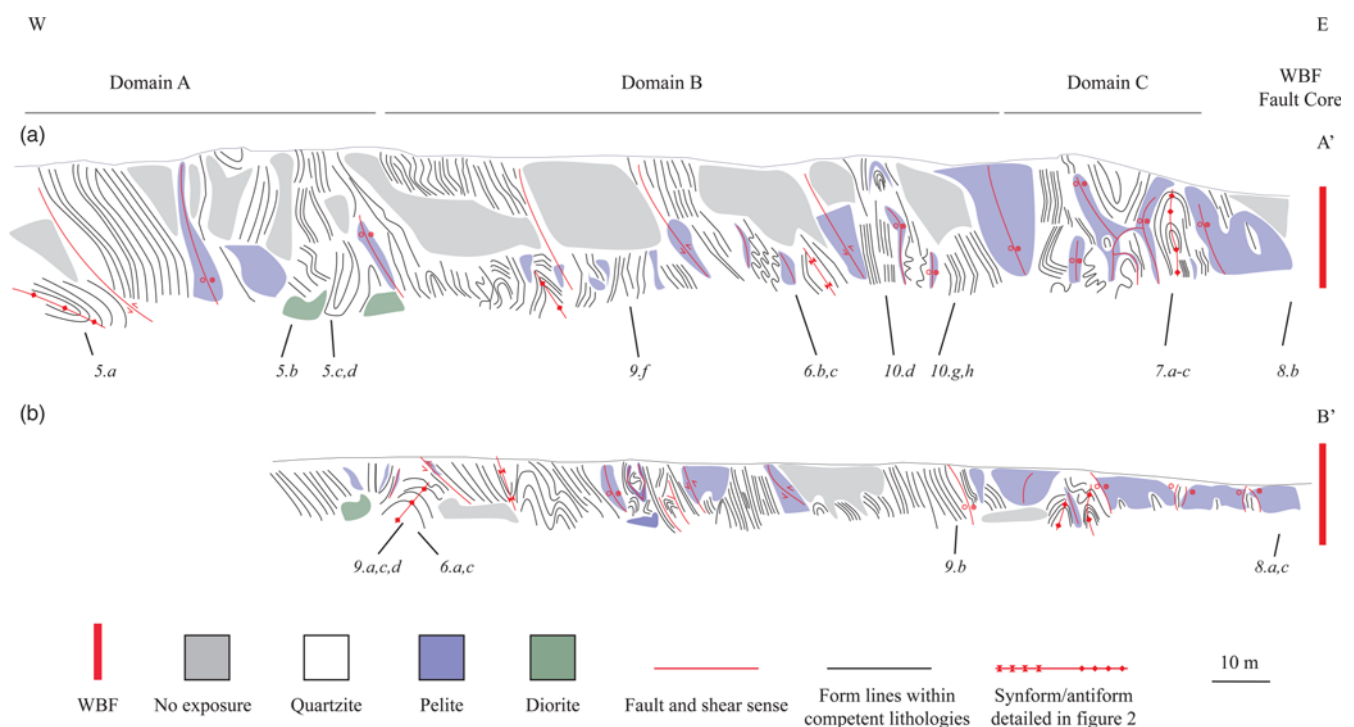 W E
Domain A Domain B Domain C WBF
Fault Core
(a) A’
5.a 5.b 5.c,d 9.f 6.b,c 10.d 10.g,h 7.a-c 8.b
(b) B’
9.a,c,d 6.a,c 9.b 8.a,c
10 m
WBF No exposure Quartzite Pelite Diorite Fault and shear sense Form lines within
competent lithologies Synform/antiform
detailed in figure 2